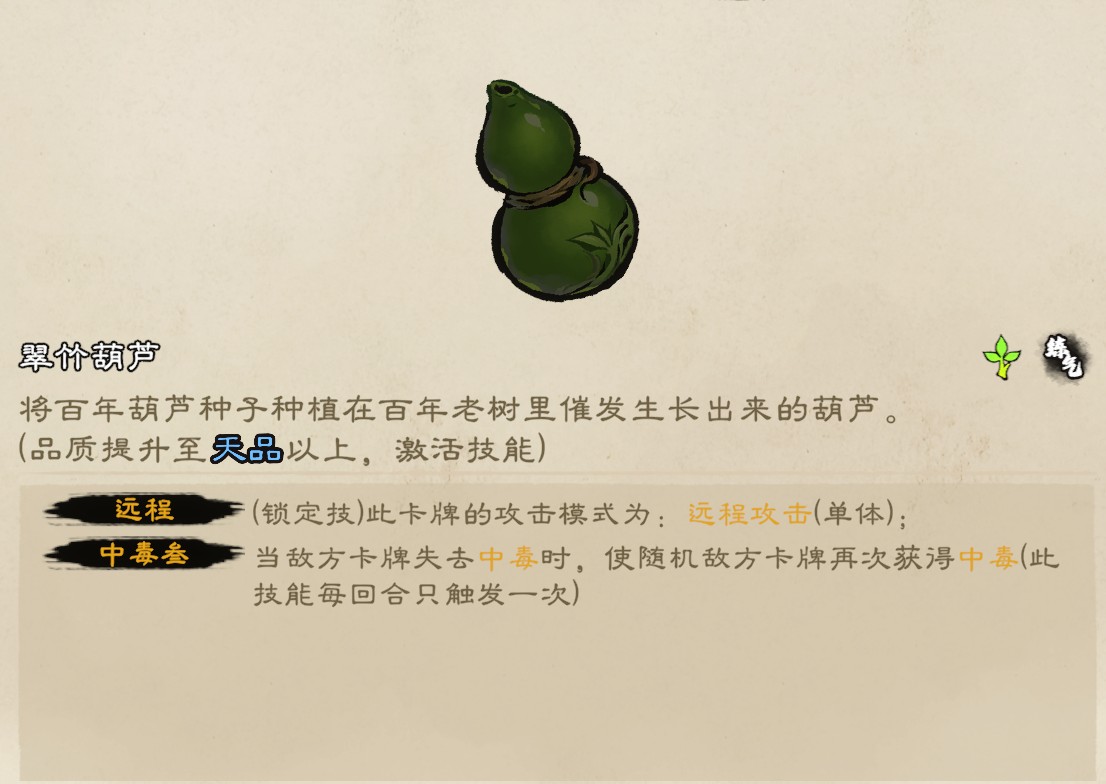 翠竹葫芦
练气
将百年葫芦种子种植在百年老树里催发生长出来的葫芦。
(品质提升至天品以上，激活技能)
远程 (锁定技)此卡牌的攻击模式为：远程攻击(单体)；
中毒叁 当敌方卡牌失去中毒时，使随机敌方卡牌再次获得中毒(此
技能每回合只触发一次)